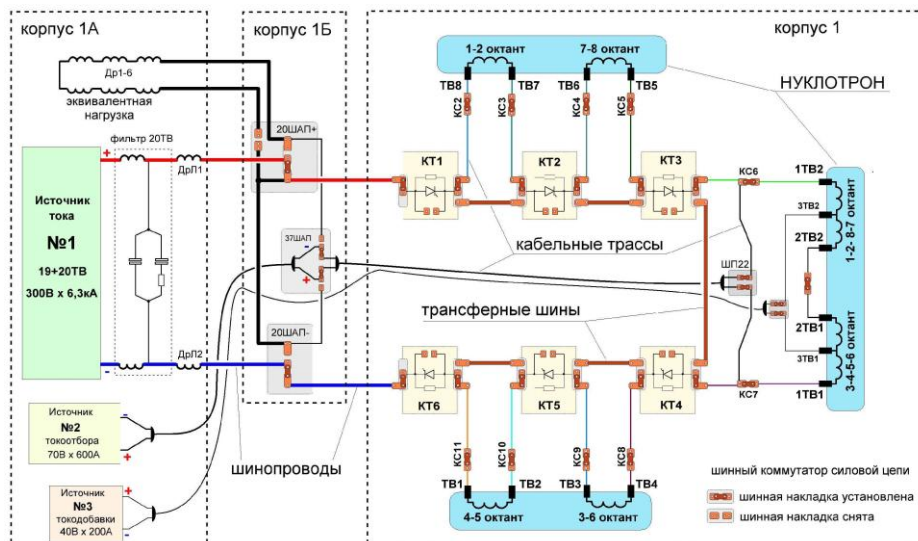 корпус 1А
корпус 1Б
корпус 1
Др1-6
эквивалентная
нагрузка
фильтр 20ТВ
ДрП1
20ШАП+
+
Источник
тока
№1
19+20ТВ
300В х 6,3кА
-
ДрП2
37ШАП
-
+
20ШАП-
Источник
№2
токоотбора
70В х 600А
-
+
Источник
№3
токодобавки
40В х 200А
+
-
шинопроводы
1-2 октант
7-8 октант
ТВ8
ТВ7
ТВ6
ТВ5
КС2
КС3
КС4
КС5
НУКЛОТРОН
КТ1
КТ2
КТ3
КС6
1ТВ2
3ТВ2
2ТВ2
1-2- 8-7 октант
кабельные трассы
ШП22
трансферные шины
2ТВ1
3ТВ1
1ТВ1
3-4-5-6 октант
КТ6
КТ5
КТ4
КС7
КС11
КС10
КС9
КС8
ТВ1
ТВ2
ТВ3
ТВ4
4-5 октант
3-6 октант
шинный коммутатор силовой цепи
шинная накладка установлена
шинная накладка снята